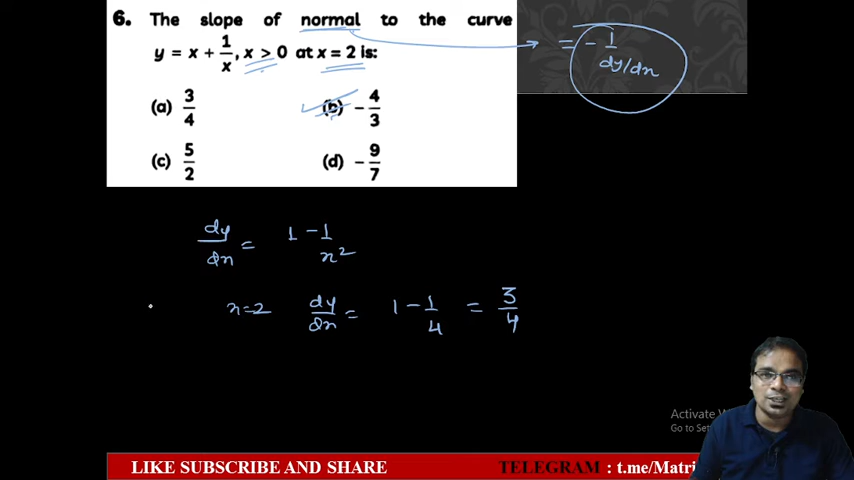 6. The slope of normal to the curve
y = x + 1/x, x > 0 at x = 2 is:
= - 1/(dy/dx)
(a) 3/4 (b) -4/3
(c) 5/2 (d) -9/7
dy/dx = 1 - 1/x²
x=2 dy/dx = 1 - 1/4 = 3/4
Activate W
Go to Set
LIKE SUBSCRIBE AND SHARE TELEGRAM : t.me/Matri